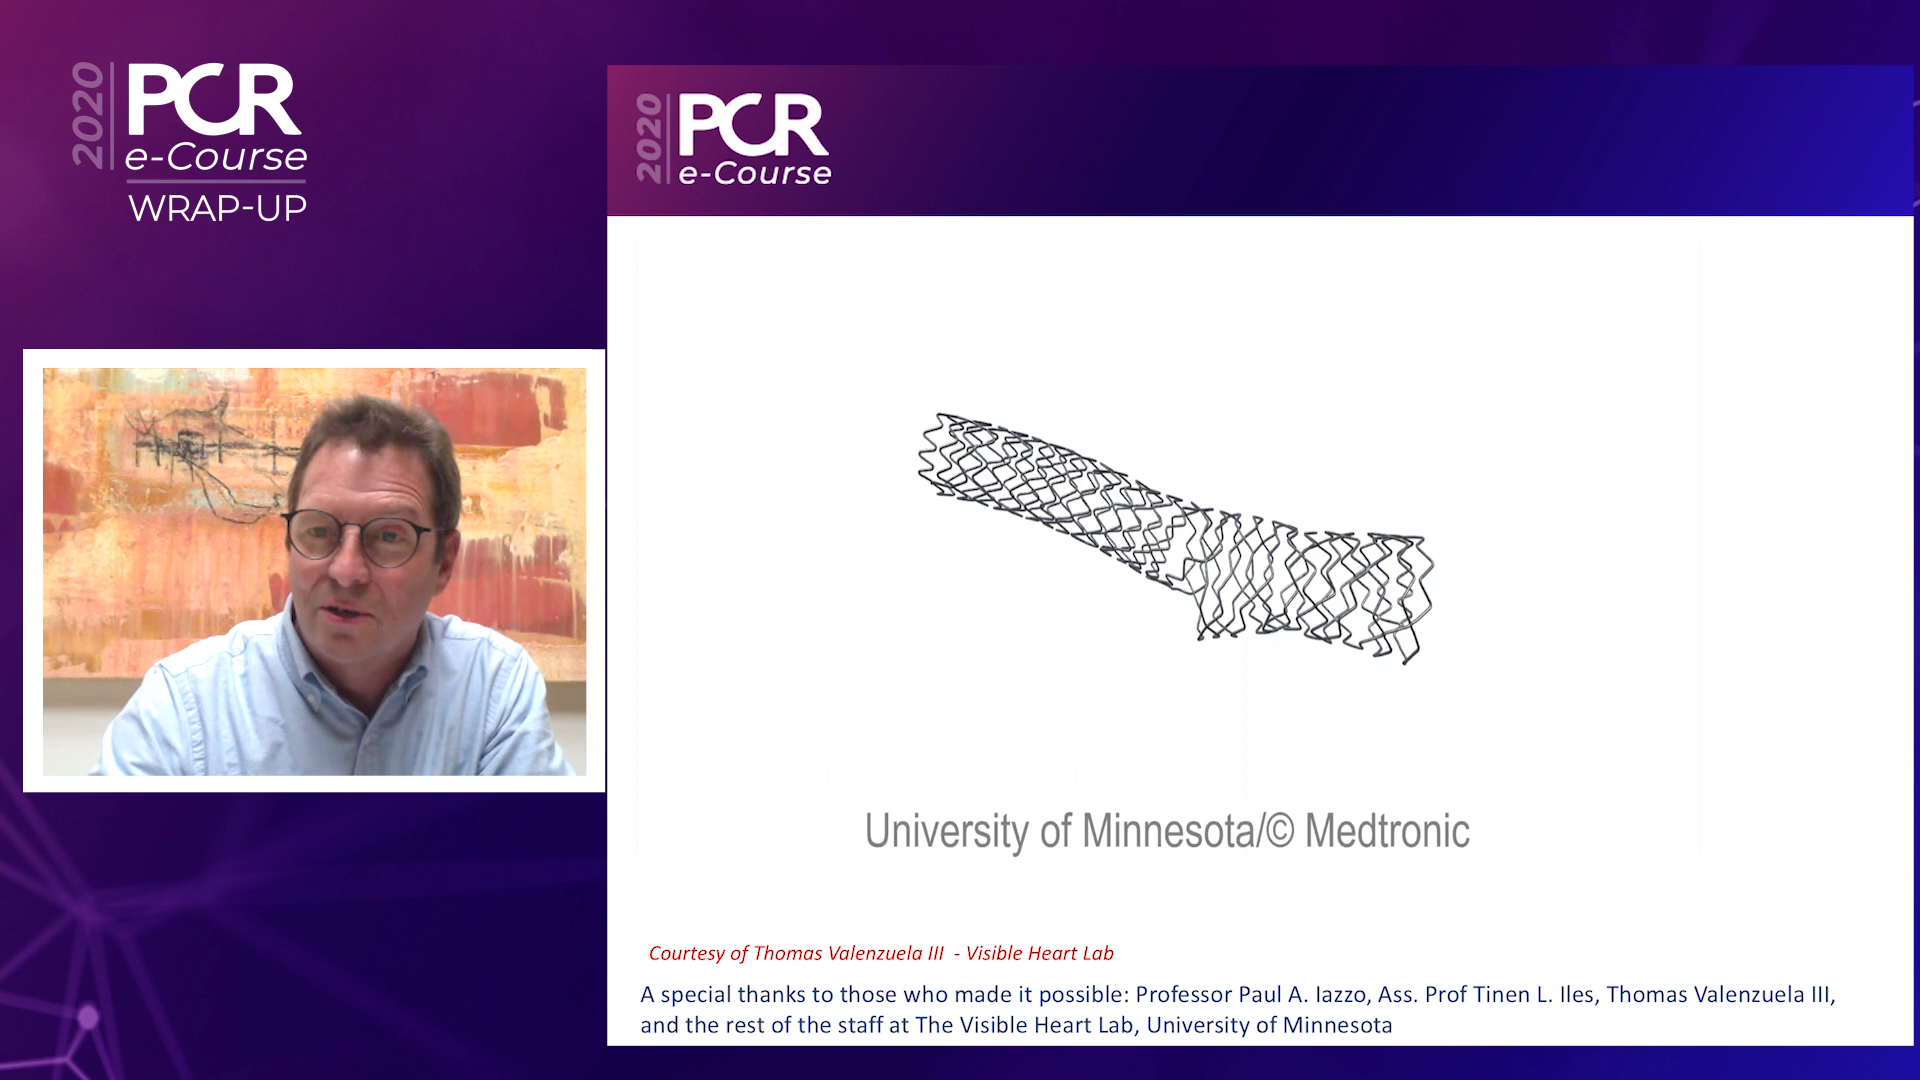 2020
PCR
e-Course
WRAP-UP
2020
PCR
e-Course
University of Minnesota/© Medtronic
Courtesy of Thomas Valenzuela III - Visible Heart Lab
A special thanks to those who made it possible: Professor Paul A. Iazzo, Ass. Prof Tinen L. Iles, Thomas Valenzuela III,
and the rest of the staff at The Visible Heart Lab, University of Minnesota